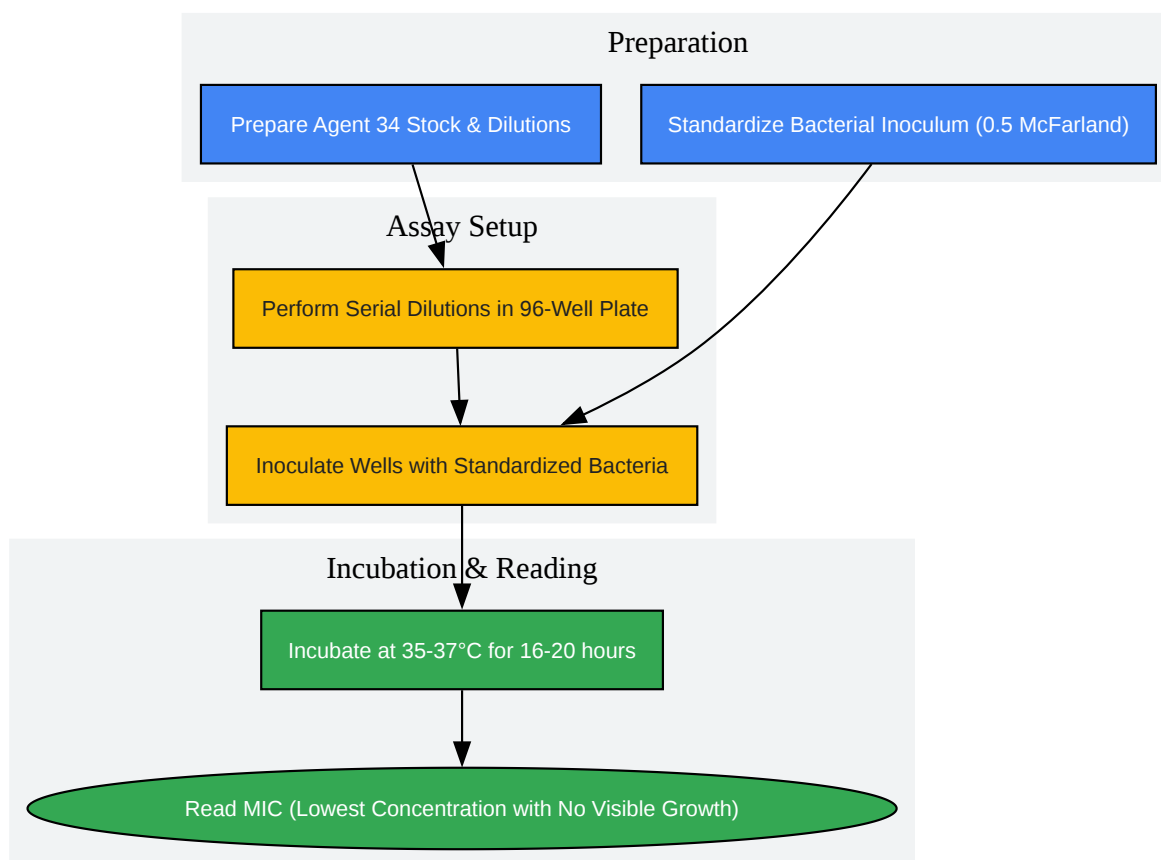 Preparation
Prepare Agent 34 Stock & Dilutions
Standardize Bacterial Inoculum (0.5 McFarland)
Assay Setup
Perform Serial Dilutions in 96-Well Plate
Inoculate Wells with Standardized Bacteria
Incubation & Reading
Incubate at 35-37°C for 16-20 hours
Read MIC (Lowest Concentration with No Visible Growth)